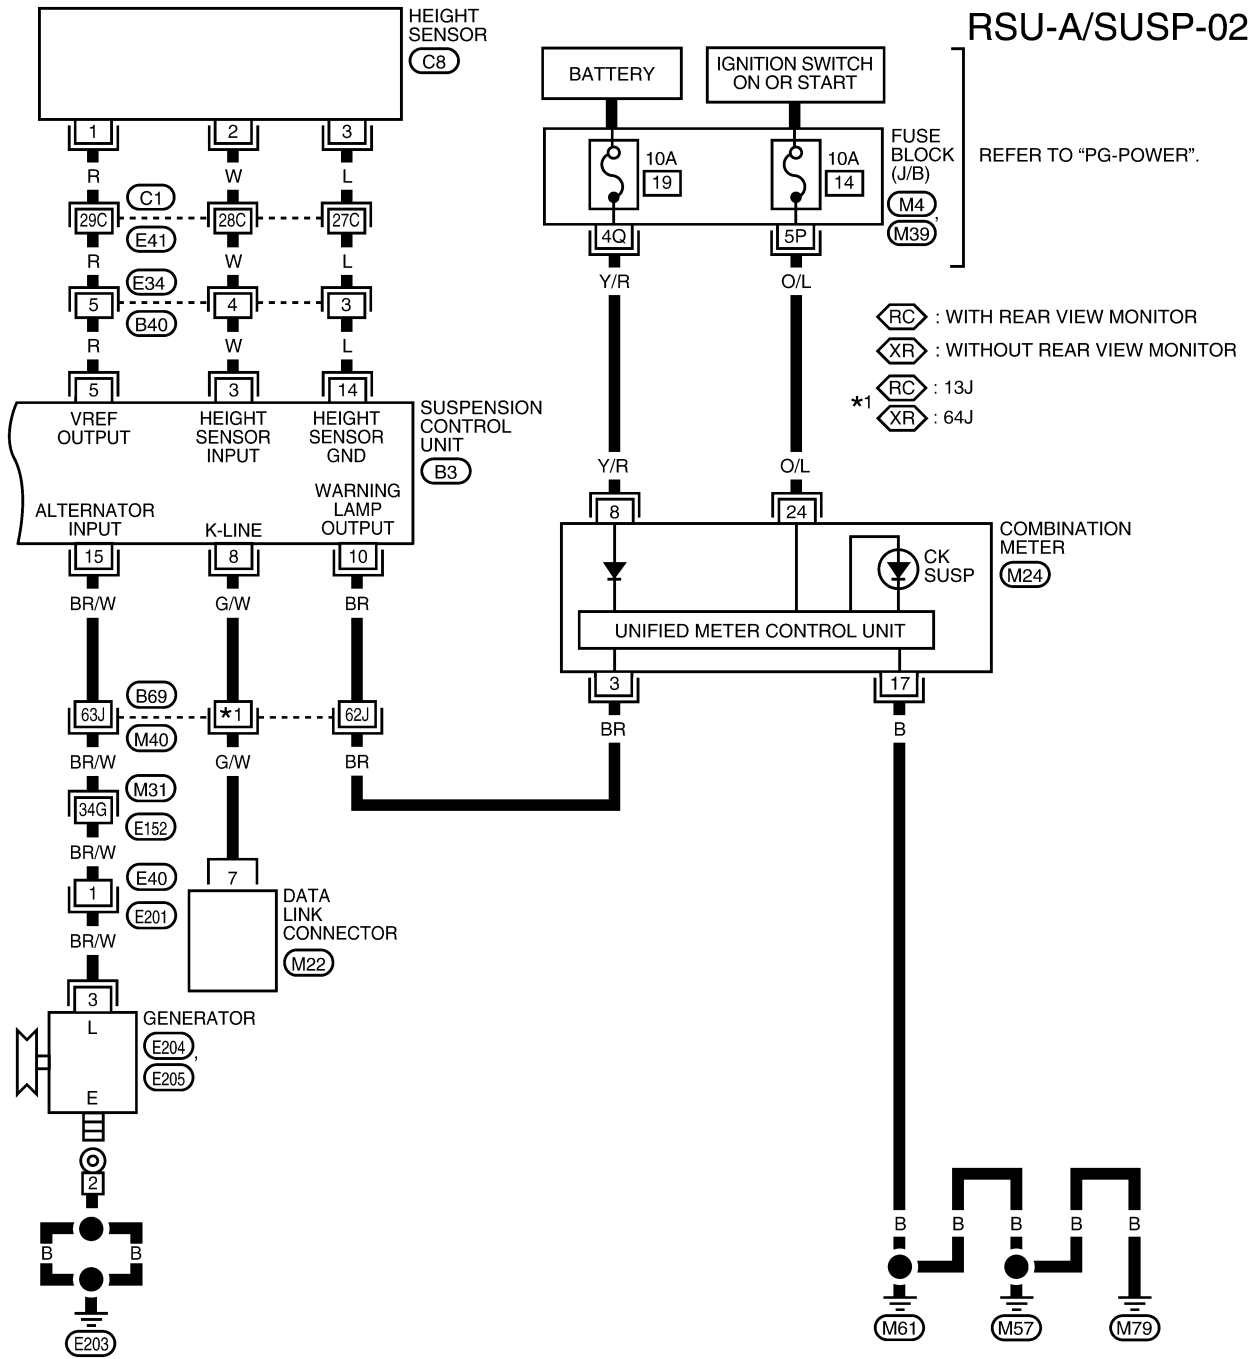 RSU-A/SUSP-02
HEIGHT
SENSOR
C8
1
2
3
R
W
L
C1
29C
28C
27C
E41
R
W
L
E34
5
4
3
B40
R
W
L
5
3
14
VREF
OUTPUT
HEIGHT
SENSOR
INPUT
HEIGHT
SENSOR
GND
SUSPENSION
CONTROL
UNIT
B3
ALTERNATOR
INPUT
K-LINE
WARNING
LAMP
OUTPUT
15
8
10
BR/W
G/W
BR
B69
63J
*1
62J
M40
BR/W
G/W
BR
M31
34G
E152
BR/W
E40
1
E201
BR/W
7
DATA
LINK
CONNECTOR
M22
3
L
E
GENERATOR
E204
,
E205
2
B
B
E203
BATTERY
IGNITION SWITCH
ON OR START
10A
19
10A
14
FUSE
BLOCK
(J/B)
M4
,
M39
REFER TO “PG-POWER”.
4Q
5P
Y/R
O/L
RC : WITH REAR VIEW MONITOR
XR : WITHOUT REAR VIEW MONITOR
*1
RC : 13J
XR : 64J
Y/R
O/L
8
24
COMBINATION
METER
M24
CK
SUSP
UNIFIED METER CONTROL UNIT
3
17
BR
B
B
B
B
B
B
M61
M57
M79